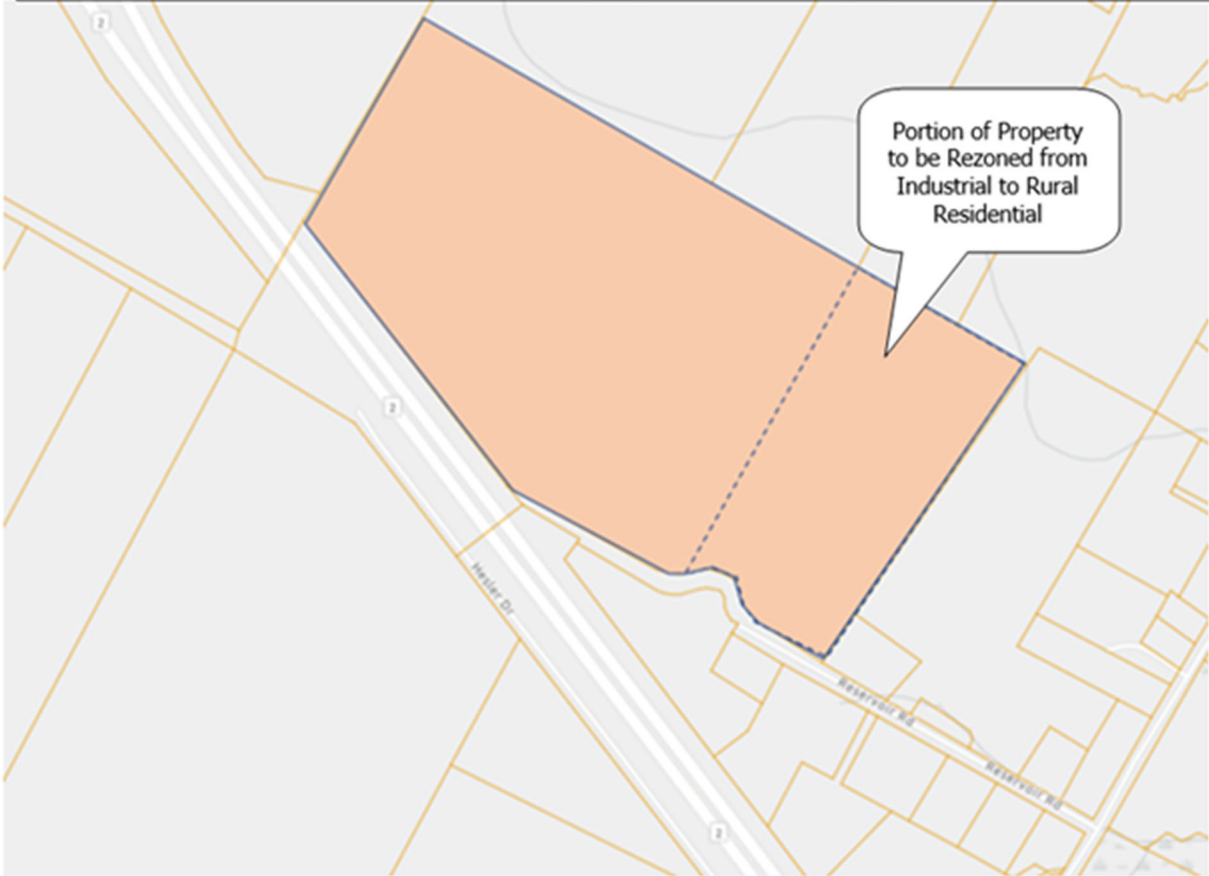 2
Portion of Property
to be Rezoned from
Industrial to Rural
Residential
2
Hesler Dr
Reservoir Rd
Reservoir Rd
2